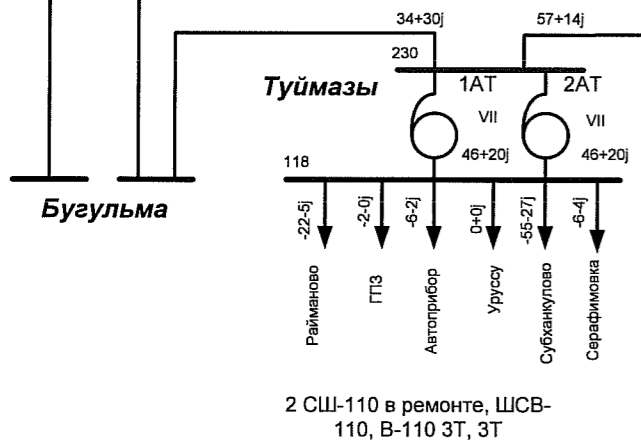 34+30j
57+14j
230
Туймазы
1АТ
2АТ
VII
VII
46+20j
46+20j
118
Бугульма
-22-5j
-2-0j
-6-2j
0+0j
-55-27j
-6-4j
Райманово
ГПЗ
Автоприбор
Уруссу
Субханкулово
Серафимовка
2 СШ-110 в ремонте, ШСВ-
110, В-110 3Т, 3Т